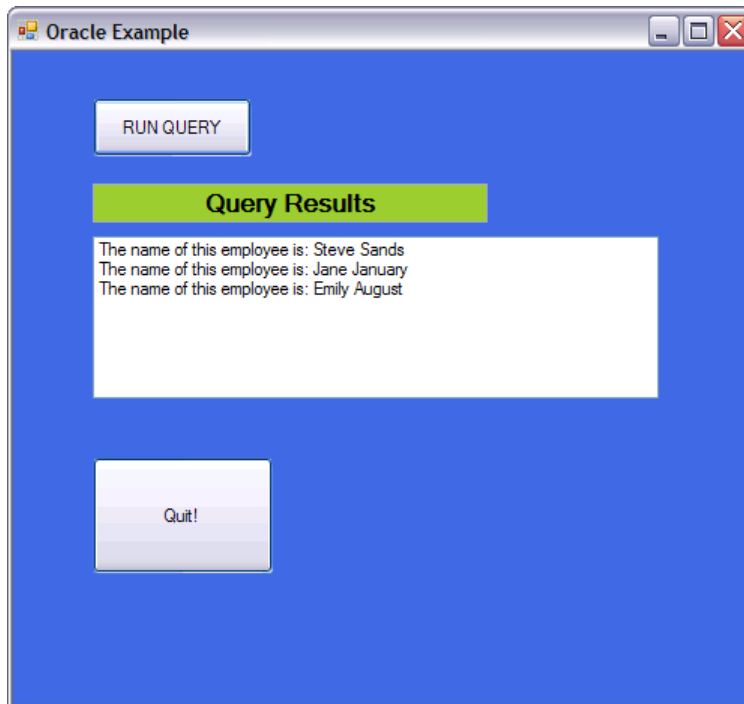 Oracle Example
RUN QUERY
Query Results
The name of this employee is: Steve Sands
The name of this employee is: Jane January
The name of this employee is: Emily August
Quit!